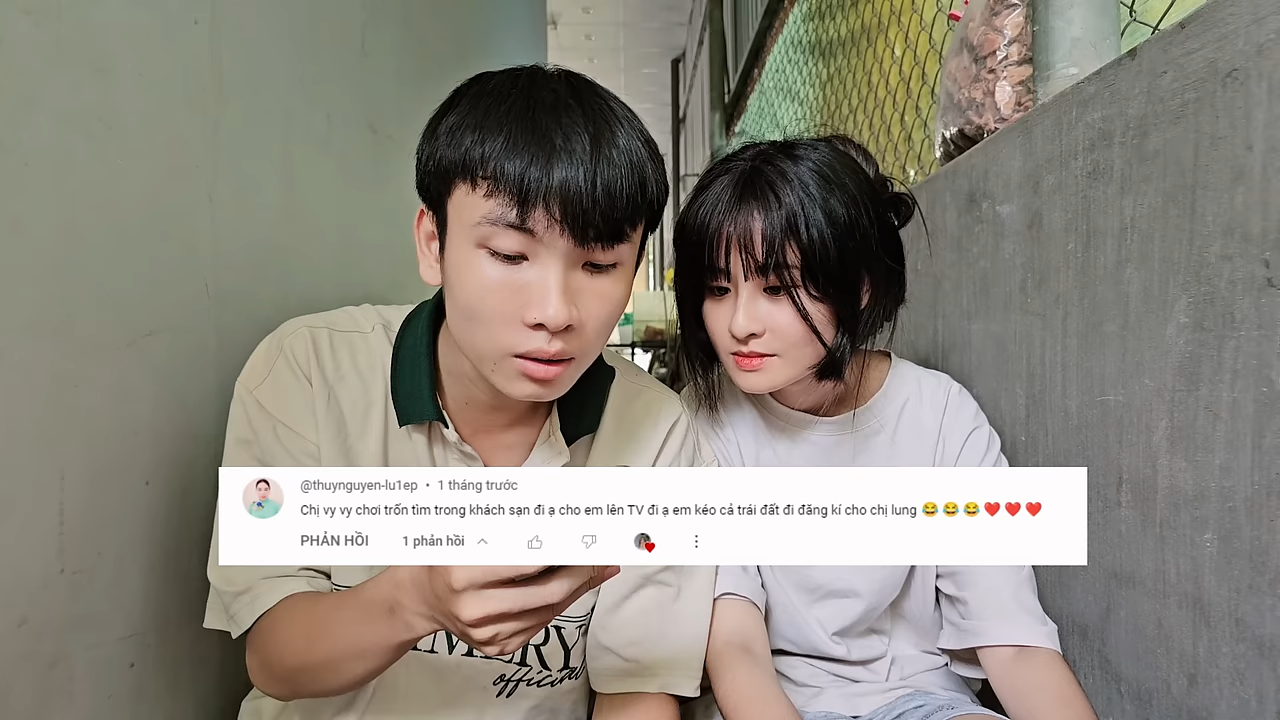 @thuynguyen-lu1ep • 1 tháng trước
Chị vy vy chơi trốn tìm trong khách sạn đi ạ cho em lên TV đi ạ em kéo cả trái đất đi đăng kí cho chị lung 😂😂😂❤️❤️❤️
PHẢN HỒI 1 phản hồi
official